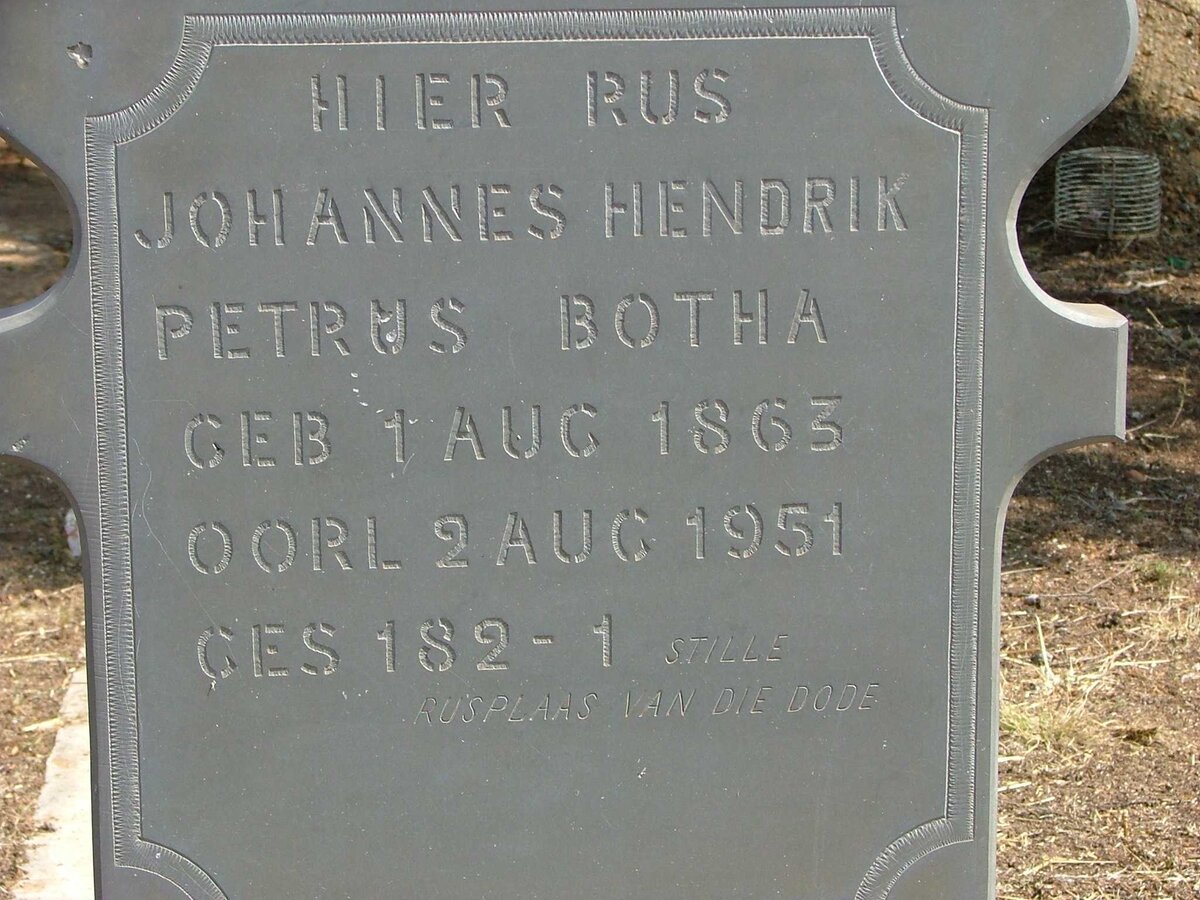 HIER RUS
JOHANNES HENDRIK
PETRUS BOTHA
GEB 1 AUG 1863
OORL 2 AUG 1951
GES 182-1 STILLE
RUSPLAAS VAN DIE DODE